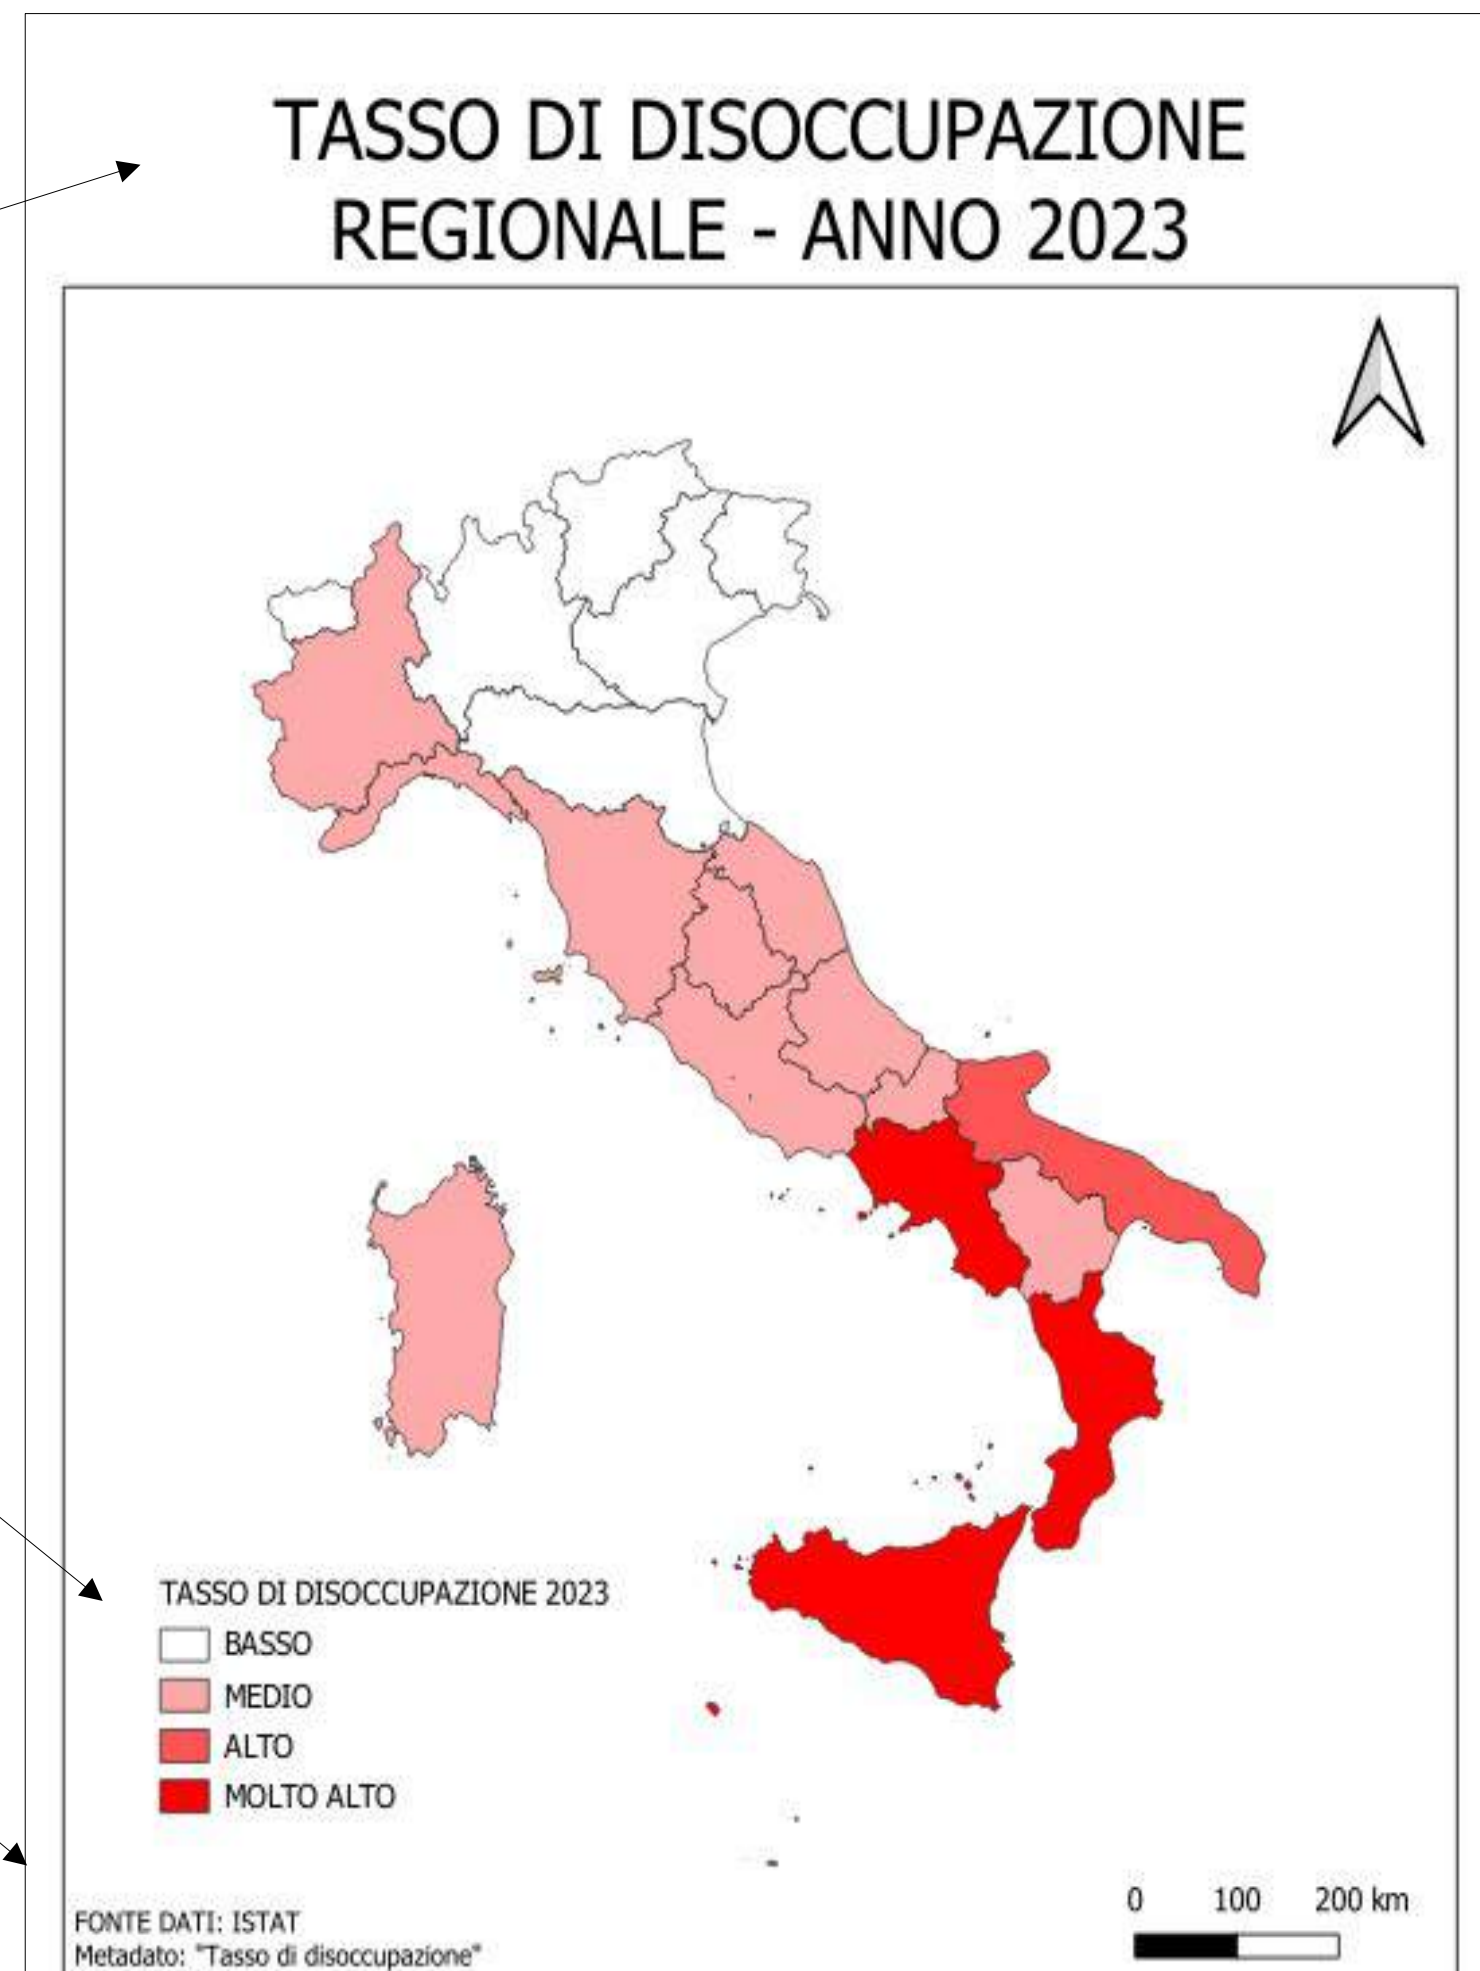 TASSO DI DISOCCUPAZIONE
REGIONALE - ANNO 2023
TASSO DI DISOCCUPAZIONE 2023
BASSO
MEDIO
ALTO
MOLTO ALTO
0 100 200 km
FONTE DATI: ISTAT
Metadato: "Tasso di disoccupazione"